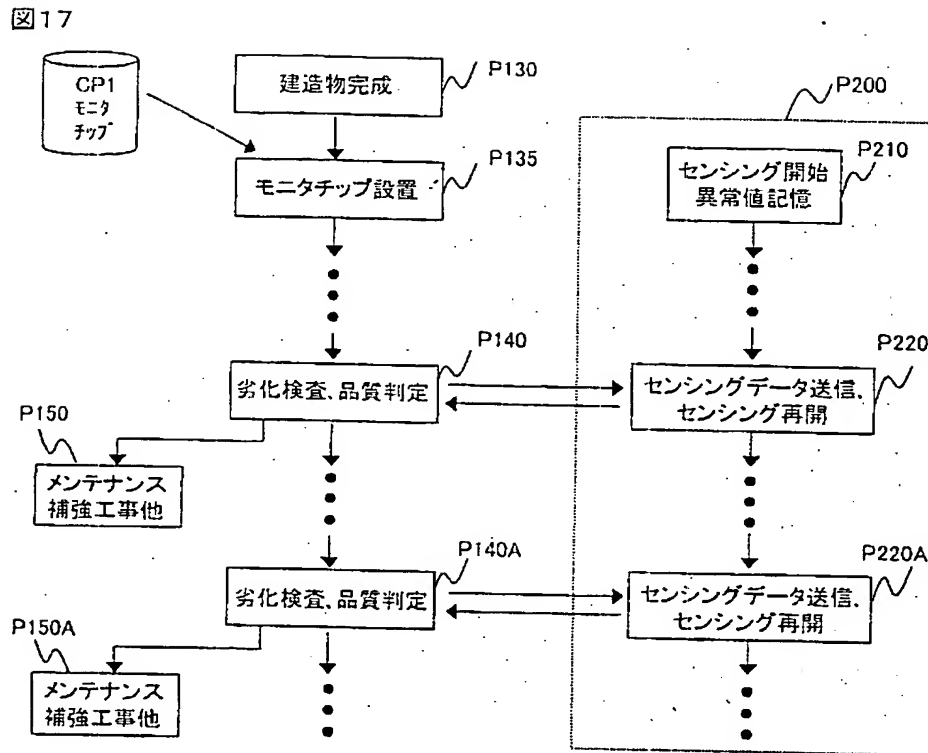 図17
CP1
モニタ
チップ
建造物完成
P130
P200
モニタチップ設置
P135
センシング開始
異常値記憶
P210
劣化検査、品質判定
P140
センシングデータ送信、
センシング再開
P220
P150
メンテナンス
補強工事他
劣化検査、品質判定
P140A
センシングデータ送信、
センシング再開
P220A
P150A
メンテナンス
補強工事他